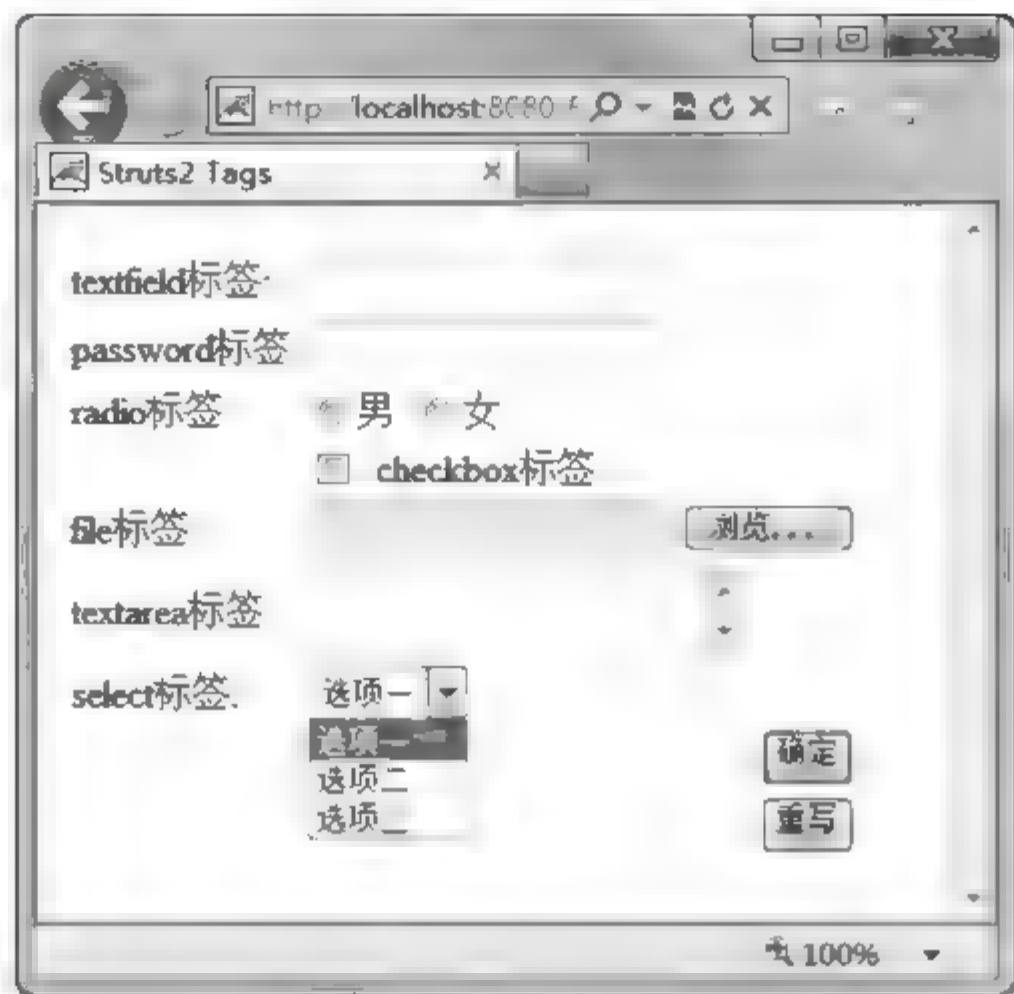 localhost:8080
Struts2 Tags
textfield标签
password标签
radio标签 男 女
checkbox标签
file标签 浏览...
textarea标签
select标签. 选项一
选项一
选项二
选项
确定
重写
100%